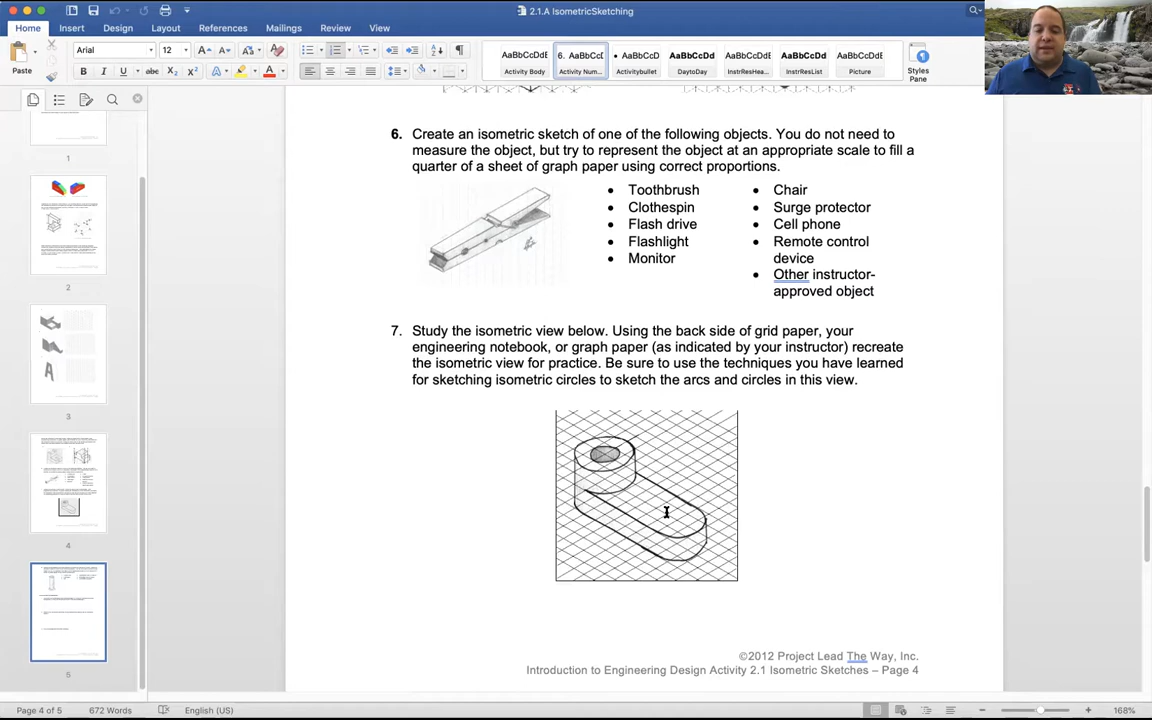 2.1.A IsometricSketching
Home Insert Design Layout References Mailings Review View
Paste
Arial 12
A A Aa A
B I U abc X2 X2 A A
AaBbCcDdE 6. AaBbCcI • AaBbCcD AaBbCcDd AaBbCcDdE AaBbCcDd AaBbCcDdE
Activity Body Activity Num... Activitybullet DaytoDay InstrResHea... InstrResList Picture
Styles
Pane
1
2
3
4
5
6. Create an isometric sketch of one of the following objects. You do not need to
measure the object, but try to represent the object at an appropriate scale to fill a
quarter of a sheet of graph paper using correct proportions.
• Toothbrush
• Clothespin
• Flash drive
• Flashlight
• Monitor
• Chair
• Surge protector
• Cell phone
• Remote control
device
• Other instructor-
approved object
7. Study the isometric view below. Using the back side of grid paper, your
engineering notebook, or graph paper (as indicated by your instructor) recreate
the isometric view for practice. Be sure to use the techniques you have learned
for sketching isometric circles to sketch the arcs and circles in this view.
©2012 Project Lead The Way, Inc.
Introduction to Engineering Design Activity 2.1 Isometric Sketches – Page 4
Page 4 of 5 672 Words English (US) 168%